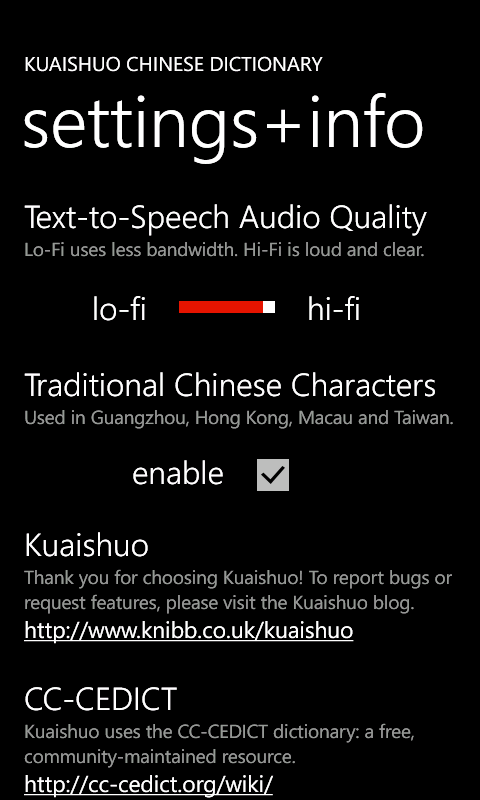 KUAISHUO CHINESE DICTIONARY
settings+info
Text-to-Speech Audio Quality
Lo-Fi uses less bandwidth. Hi-Fi is loud and clear.
lo-fi hi-fi
Traditional Chinese Characters
Used in Guangzhou, Hong Kong, Macau and Taiwan.
enable
Kuaishuo
Thank you for choosing Kuaishuo! To report bugs or
request features, please visit the Kuaishuo blog.
http://www.knibb.co.uk/kuaishuo
CC-CEDICT
Kuaishuo uses the CC-CEDICT dictionary: a free,
community-maintained resource.
http://cc-cedict.org/wiki/